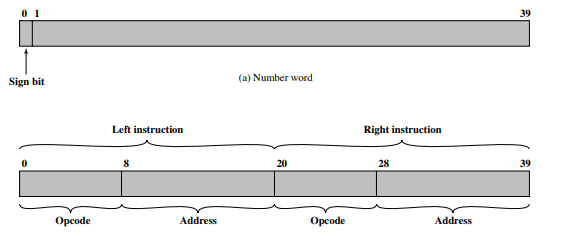 0 1 39
Sign bit
(a) Number word
Left instruction Right instruction
0 8 20 28 39
Opcode Address Opcode Address